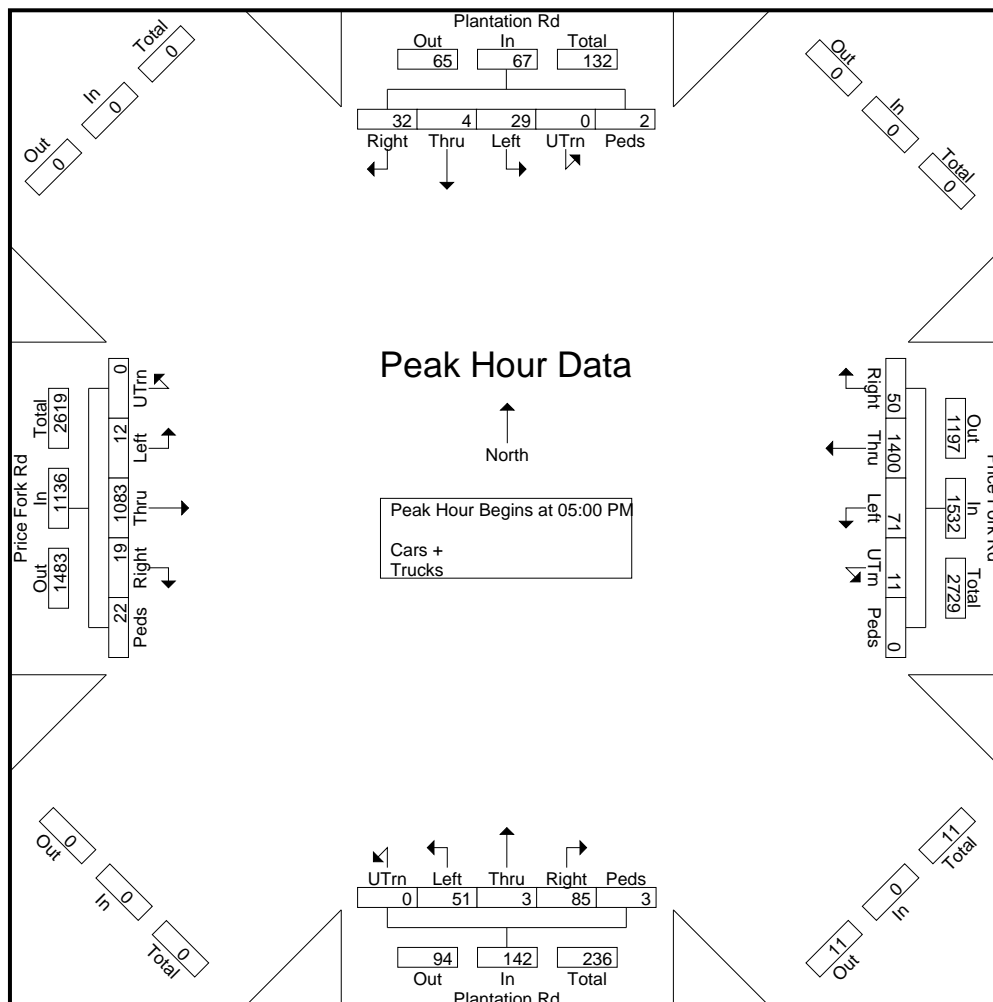 Plantation Rd
Out In Total
65 67 132
32 4 29 0 2
Right Thru Left UTrn Peds
Total
0
In
0
Out
0
Out
0
In
0
Total
0
Peak Hour Data
North
Peak Hour Begins at 05:00 PM
Cars +
Trucks
Price Fork Rd
Out In Total
1483 1136 2619
22 19 1083 12 0
Peds Right Thru Left UTrn
Price Fork Rd
Out In Total
1197 1532 2729
50 1400 71 11 0
Right Thru Left UTrn Peds
Out
0
In
0
Total
0
11
Total
0
In
11
Out
UTrn Left Thru Right Peds
0 51 3 85 3
94 142 236
Out In Total
Plantation Rd